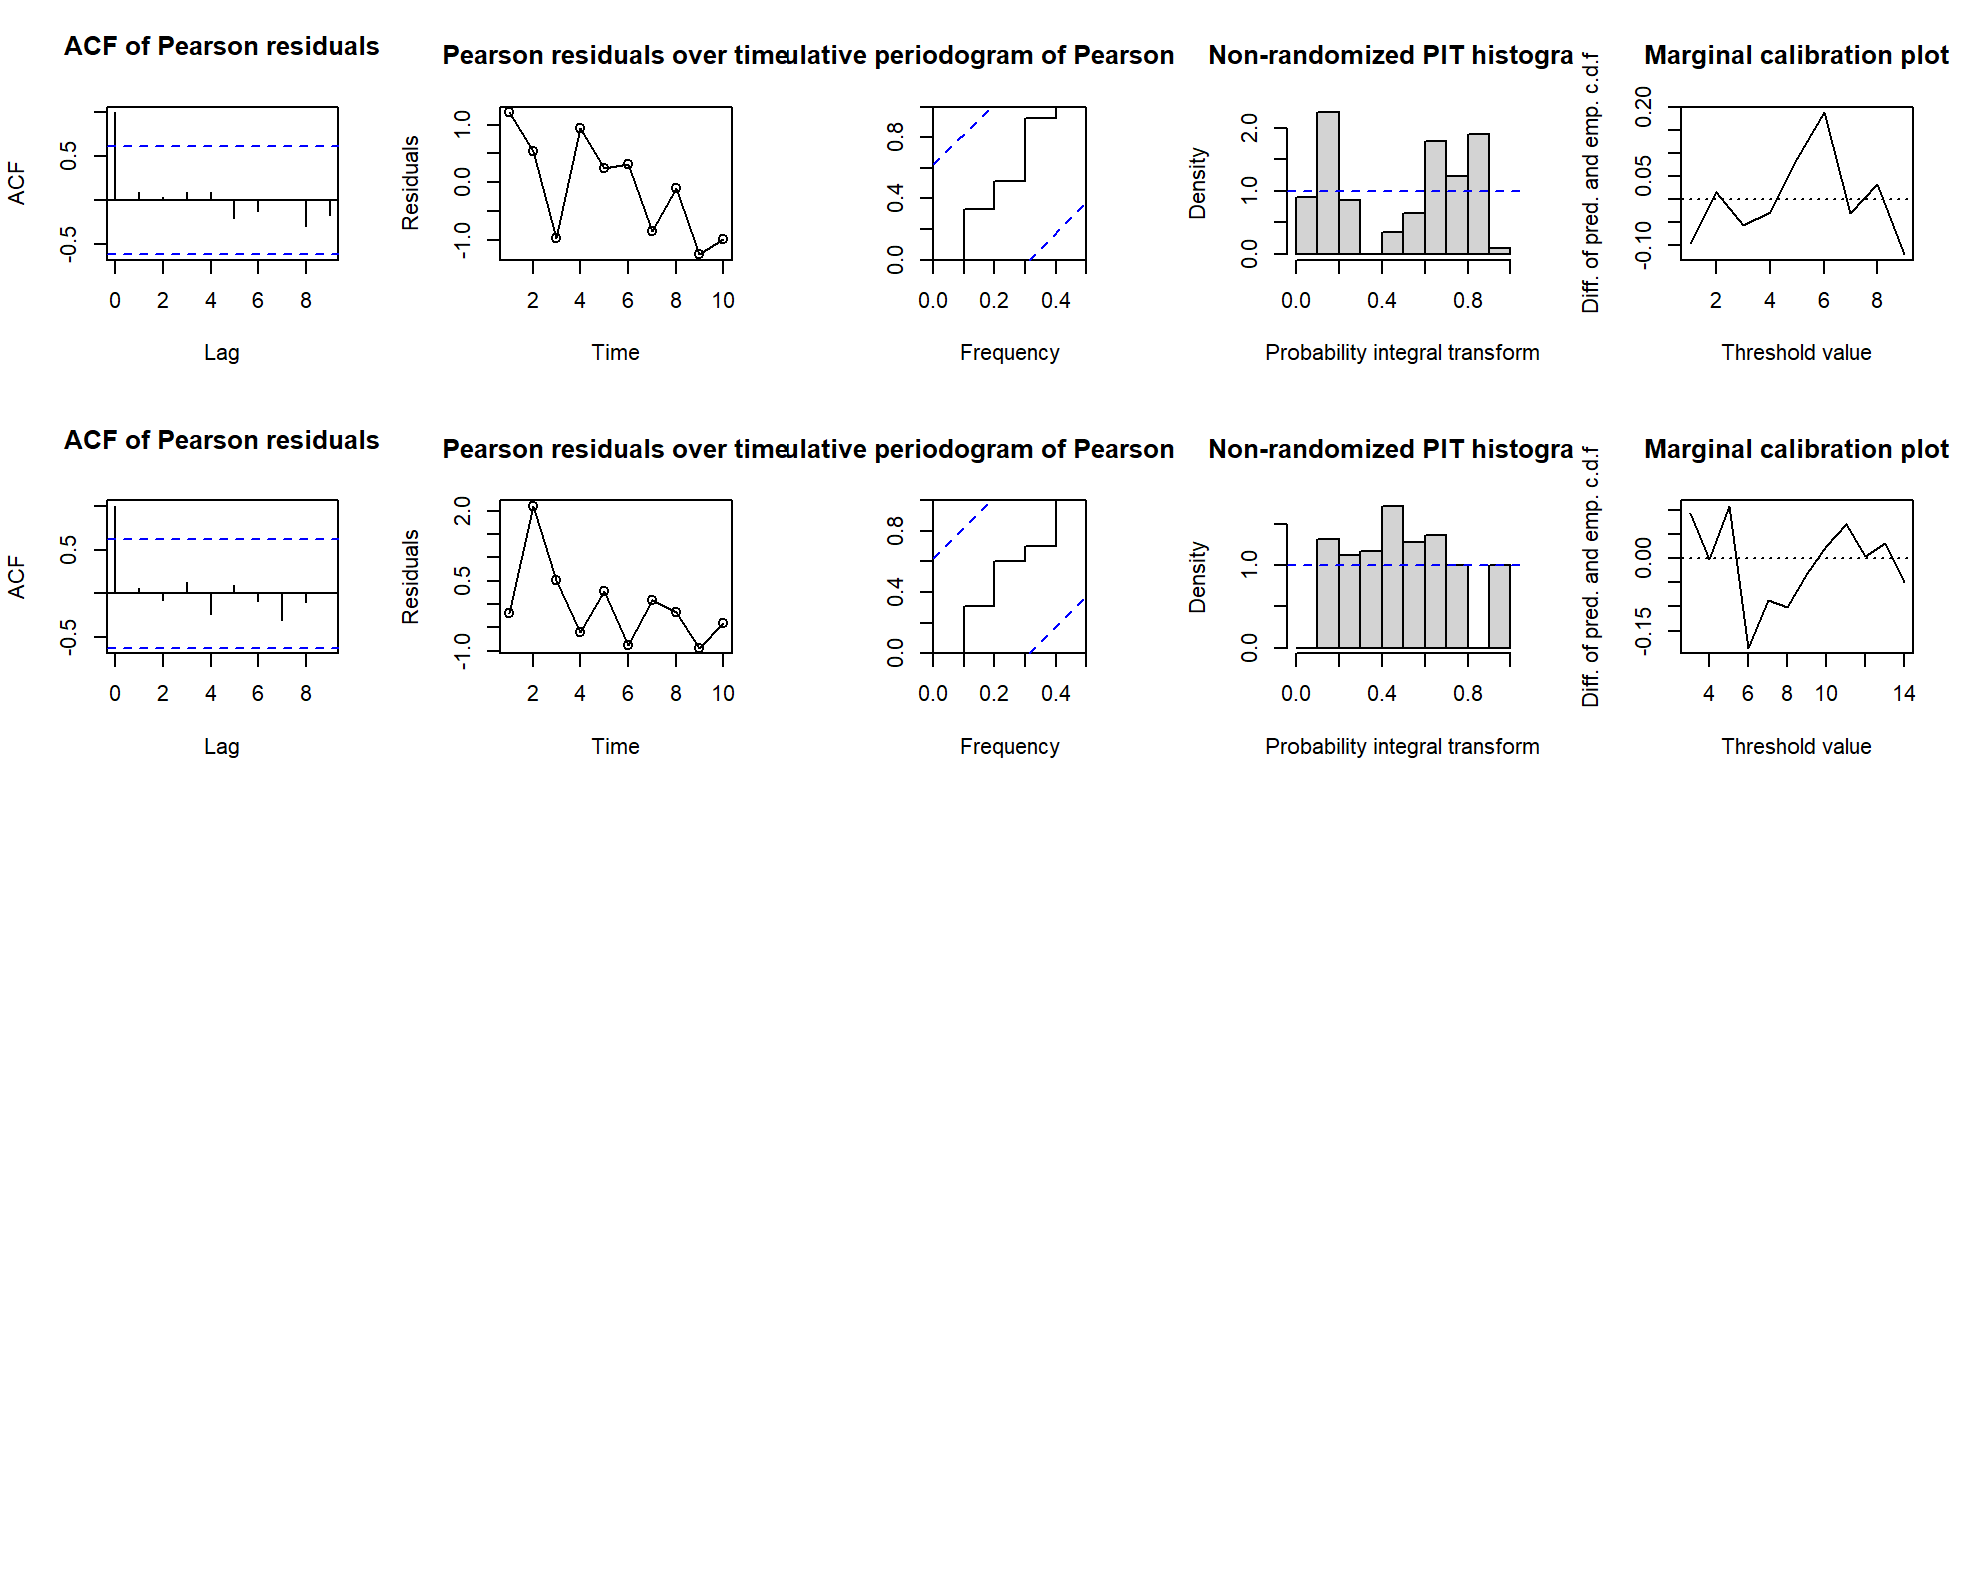 ACF of Pearson residuals
ACF
0.5
-0.5
0 2 4 6 8
Lag
Pearson residuals over time
Residuals
1.0
0.0
-1.0
2 4 6 8 10
Time
ulative periodogram of Pearson
0.8
0.4
0.0
0.0 0.2 0.4
Frequency
Non-randomized PIT histogra
Density
2.0
1.0
0.0
0.0 0.4 0.8
Probability integral transform
Marginal calibration plot
Diff. of pred. and emp. c.d.f
0.20
0.05
-0.10
2 4 6 8
Threshold value
ACF of Pearson residuals
ACF
0.5
-0.5
0 2 4 6 8
Lag
Pearson residuals over time
Residuals
2.0
0.5
-1.0
2 4 6 8 10
Time
ulative periodogram of Pearson
0.8
0.4
0.0
0.0 0.2 0.4
Frequency
Non-randomized PIT histogra
Density
1.0
0.0
0.0 0.4 0.8
Probability integral transform
Marginal calibration plot
Diff. of pred. and emp. c.d.f
0.00
-0.15
4 6 8 10 14
Threshold value